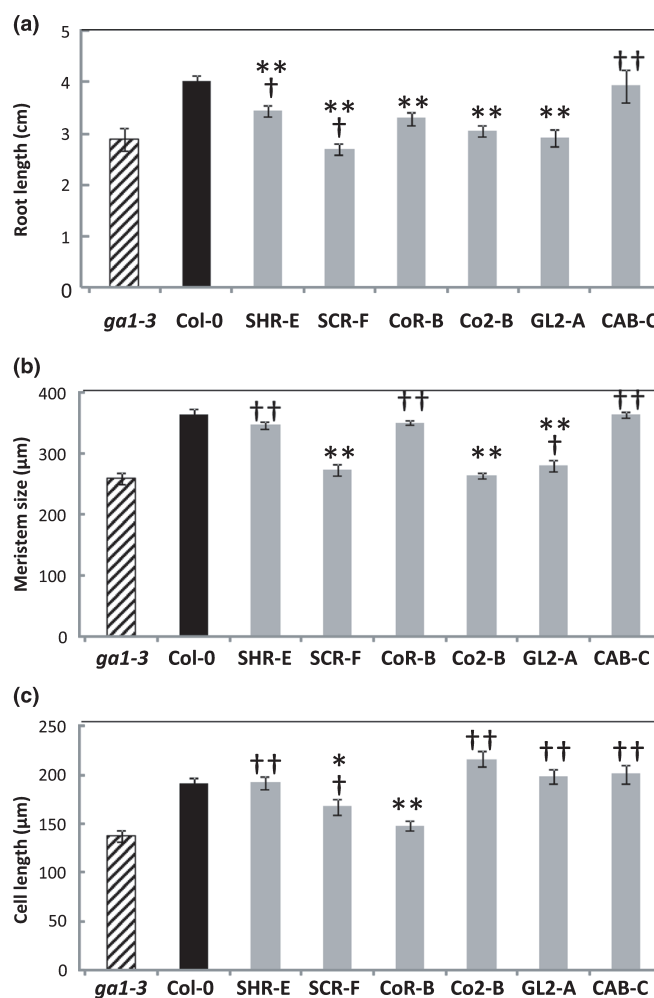 (a)
Root length (cm)
5
4
3
2
1
0
** ** ** ** ** ††
† †
ga1-3 Col-0 SHR-E SCR-F CoR-B Co2-B GL2-A CAB-C
(b)
Meristem size (µm)
400
300
200
100
0
†† ** †† ** ** ††
†
ga1-3 Col-0 SHR-E SCR-F CoR-B Co2-B GL2-A CAB-C
(c)
Cell length (µm)
250
200
150
100
50
0
†† * ** †† †† ††
†
ga1-3 Col-0 SHR-E SCR-F CoR-B Co2-B GL2-A CAB-C